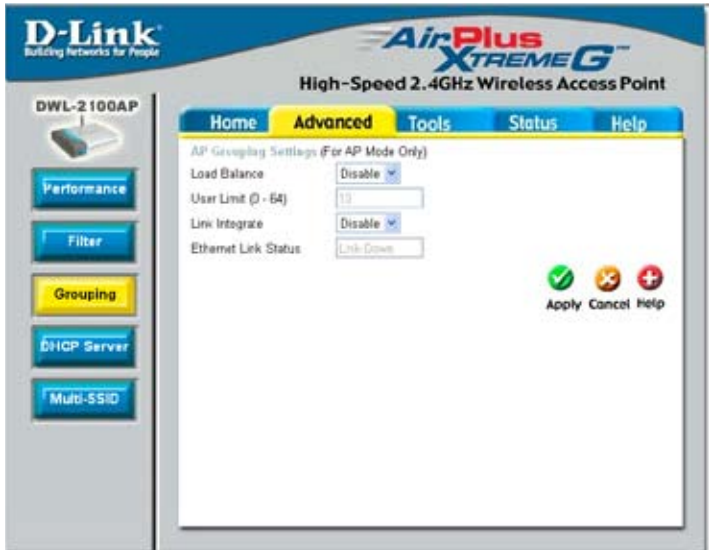 D-Link
Building Networks for People
AirPlus
XTREME G™
High-Speed 2.4GHz Wireless Access Point
DWL-2100AP
Home Advanced Tools Status Help
Performance
Filter
Grouping
DHCP Server
Multi-SSID
AP Grouping Settings (For AP Mode Only)
Load Balance Disable
User Limit (0 - 64) 10
Link Integrate Disable
Ethernet Link Status Link-Down
Apply Cancel Help